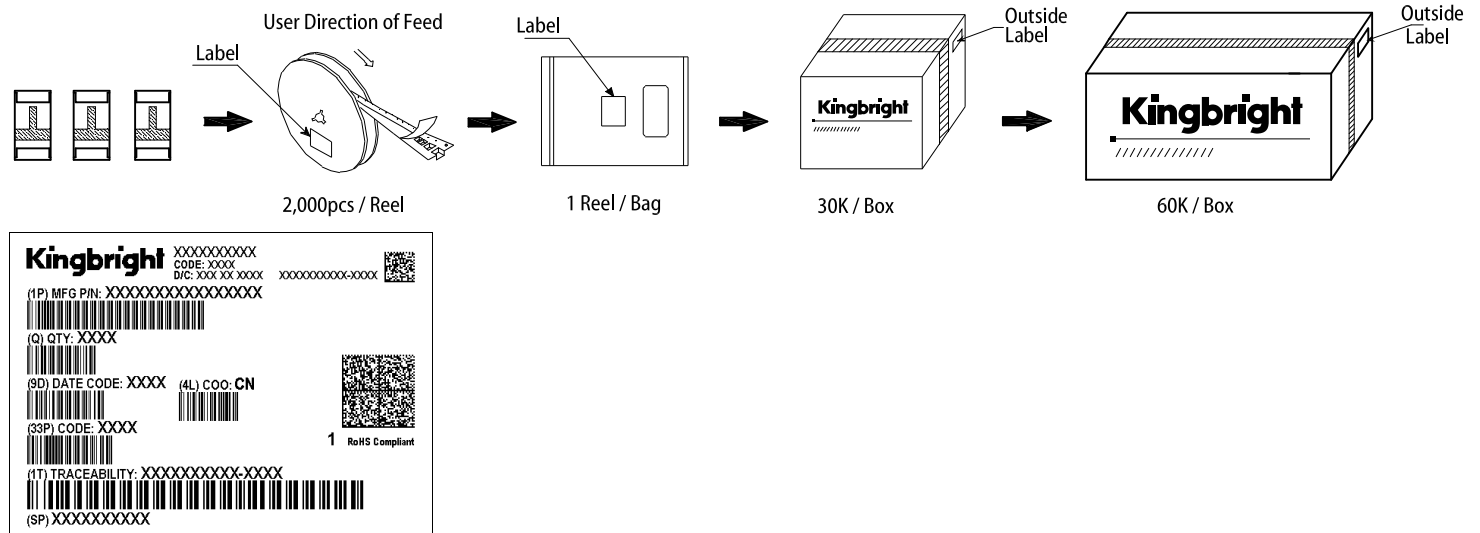 User Direction of Feed
Label
Label
Outside
Label
Outside
Label
Kingbright
Kingbright
2,000pcs / Reel
1 Reel / Bag
30K / Box
60K / Box
Kingbright
XXXXXXXXXX
CODE: XXXX
D/C: XXX XX XXXX XXXXXXXXXX-XXXX
(1P) MFG P/N: XXXXXXXXXXXXXXXX
(Q) QTY: XXXX
(9D) DATE CODE: XXXX (4L) COO: CN
(33P) CODE: XXXX
1 RoHS Compliant
(1T) TRACEABILITY: XXXXXXXXXX-XXXX
(SP) XXXXXXXXXX